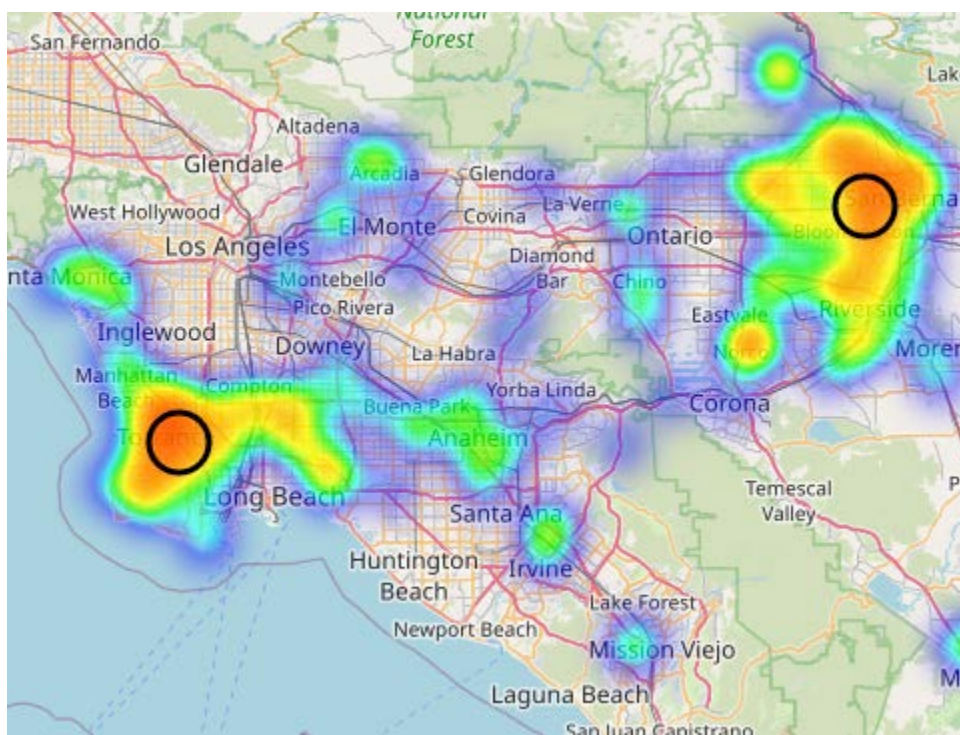 National
Forest
San Fernando
Lak
Altadena
Glendale
Arcadia
Glendora
West Hollywood
La Verne
Covina
El Monte
Ontario
Los Angeles
Diamond
Bar
nta Monica
Montebello
Chino
Pico Rivera
Eastvale
Riverside
Inglewood
Downey
La Habra
Norco
Moren
Manhattan
Beac
Compton
Yorba Linda
Buena Park
Corona
Anaheim
Long Beach
Temescal
Valley
P
Santa Ana
Huntington
Beach
Irvine
Lake Forest
Newport Beach
Mission Viejo
M
Laguna Beach
San Juan Capistrano